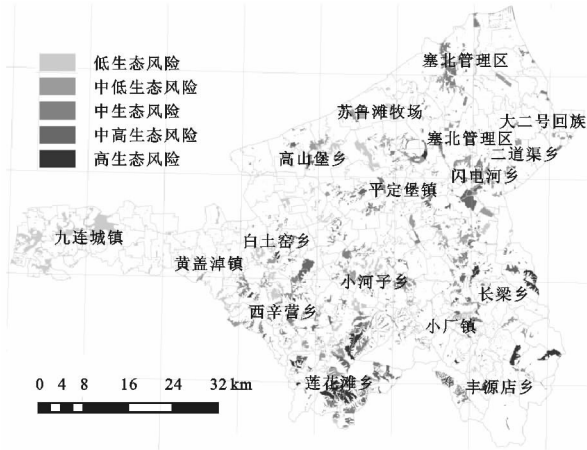 低生态风险
中低生态风险
中生态风险
中高生态风险
高生态风险
塞北管理区
苏鲁滩牧场
大二号回族
塞北管理区
二道渠乡
高山堡乡
闪电河乡
平定堡镇
九连城镇
白土窑乡
黄盖淖镇
小河子乡
长梁乡
西辛营乡
小厂镇
莲花滩乡
丰源店乡
0 4 8 16 24 32 km